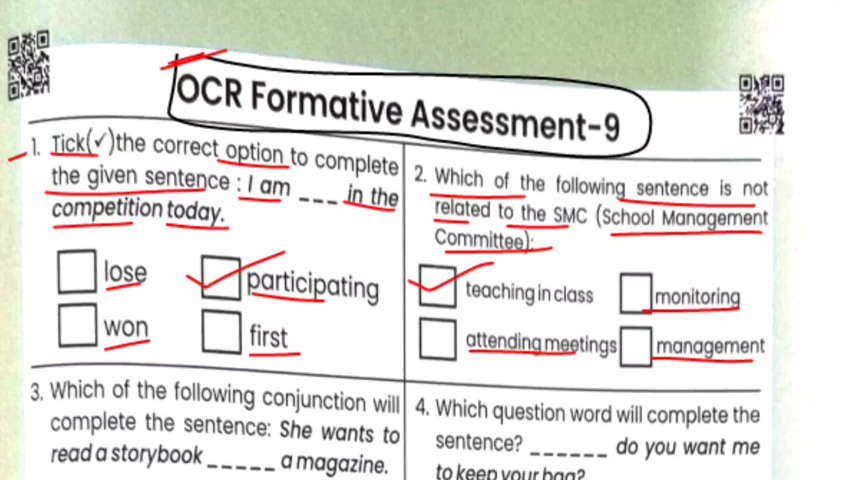 OCR Formative Assessment-9
1. Tick(✓)the correct option to complete
the given sentence : I am ___ in the
competition today.
lose
participating
won
first
2. Which of the following sentence is not
related to the SMC (School Management
Committee):
teaching in class
monitoring
attending meetings
management
3. Which of the following conjunction will
complete the sentence: She wants to
read a storybook _____ a magazine.
4. Which question word will complete the
sentence? ______ do you want me
to keep your bag?